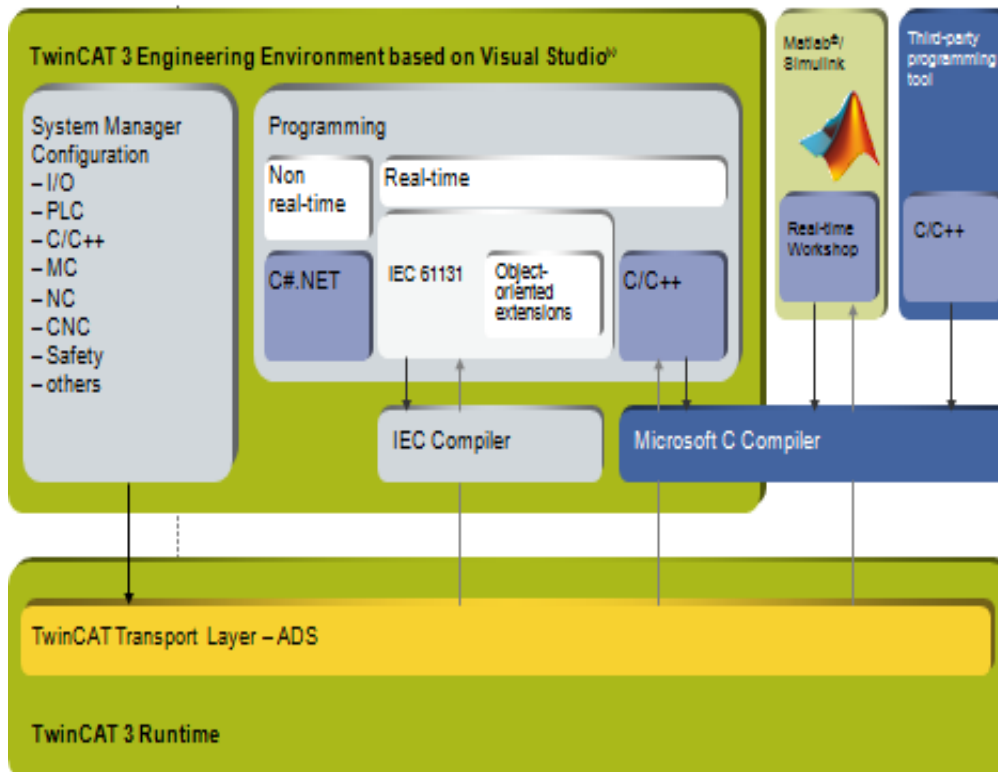 TwinCAT 3 Engineering Environment based on Visual Studio®
System Manager
Configuration
– I/O
– PLC
– C/C++
– MC
– NC
– CNC
– Safety
– others
Programming
Non
real-time
Real-time
C#.NET
IEC 61131
Object-
oriented
extensions
C/C++
Matlab®/
Simulink
Real-time
Workshop
Third-party
programming
tool
C/C++
IEC Compiler
Microsoft C Compiler
TwinCAT Transport Layer – ADS
TwinCAT 3 Runtime